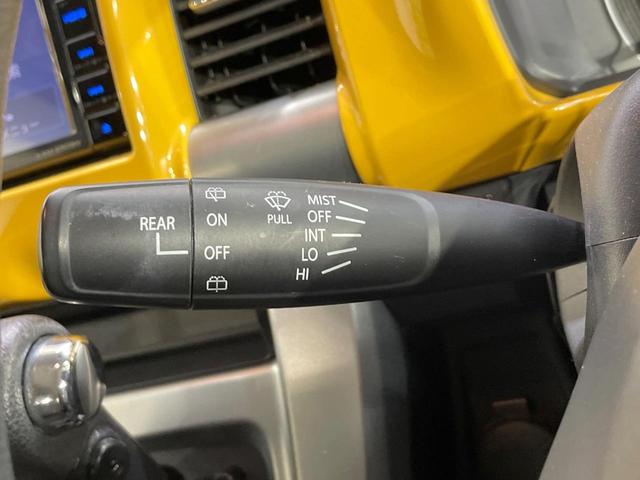 REAR
ON
OFF
PULL
MIST
OFF
INT
LO
HI